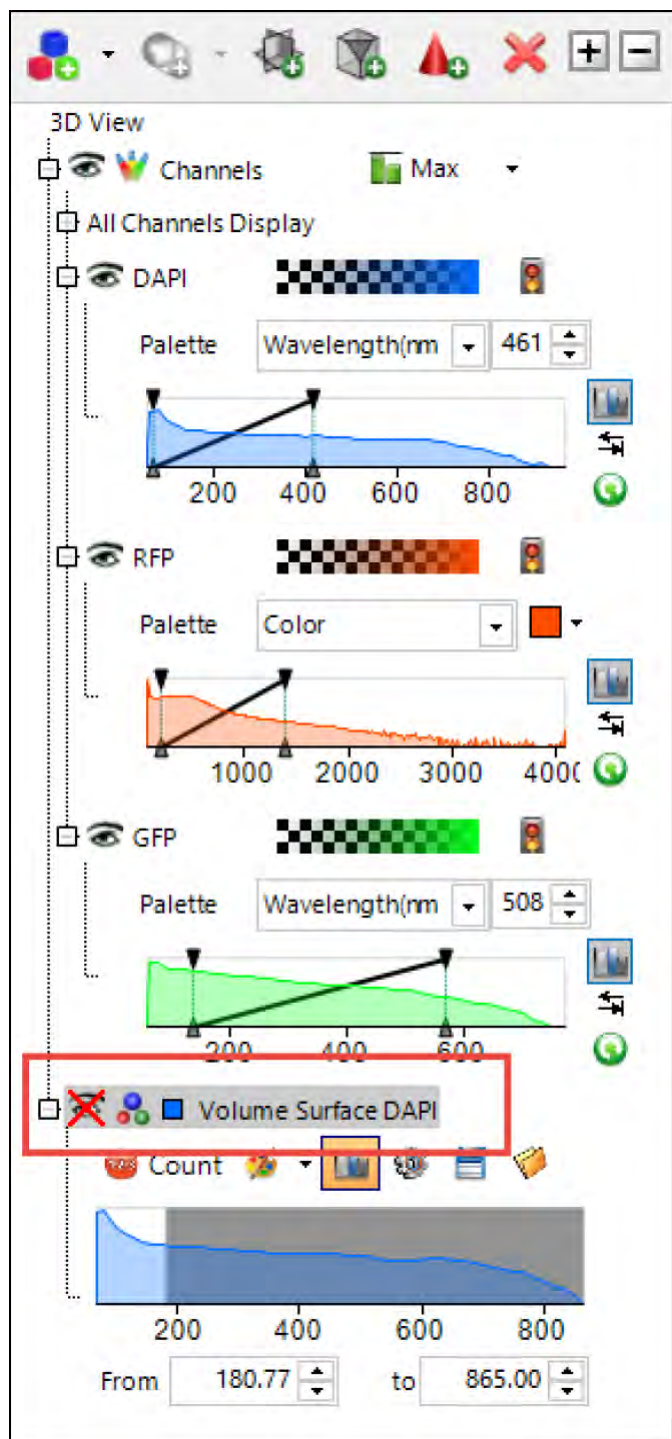 3D View
Channels Max
All Channels Display
DAPI
Palette Wavelength(nm 461
200 400 600 800
RFP
Palette Color
1000 2000 3000 400
GFP
Palette Wavelength(nm 508
200 400 600
Volume Surface DAPI
Count
200 400 600 800
From 180.77 to 865.00